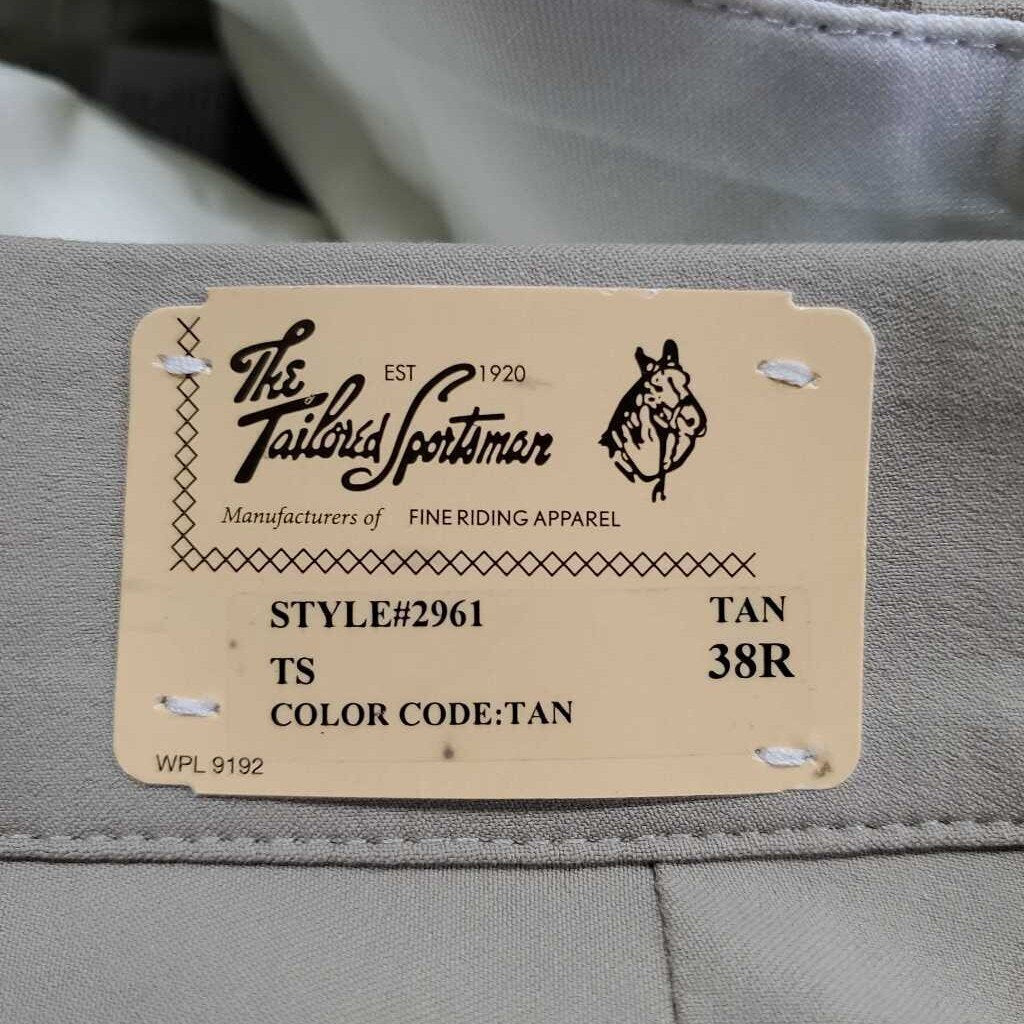 The
EST 1920
Tailored Sportsman
Manufacturers of FINE RIDING APPAREL
STYLE#2961 TAN
TS 38R
COLOR CODE:TAN
WPL 9192